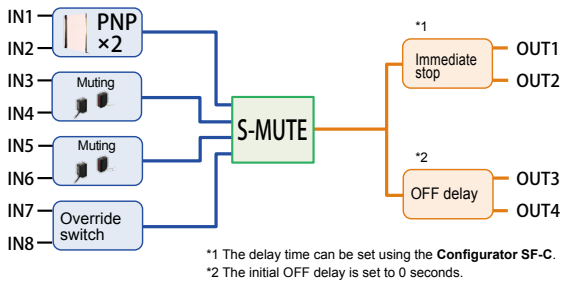 IN1
PNP
×2
IN2
IN3
Muting
IN4
IN5
Muting
IN6
IN7
Override
switch
IN8
S-MUTE
*1
Immediate
stop
OUT1
OUT2
*2
OFF delay
OUT3
OUT4
*1 The delay time can be set using the Configurator SF-C.
*2 The initial OFF delay is set to 0 seconds.